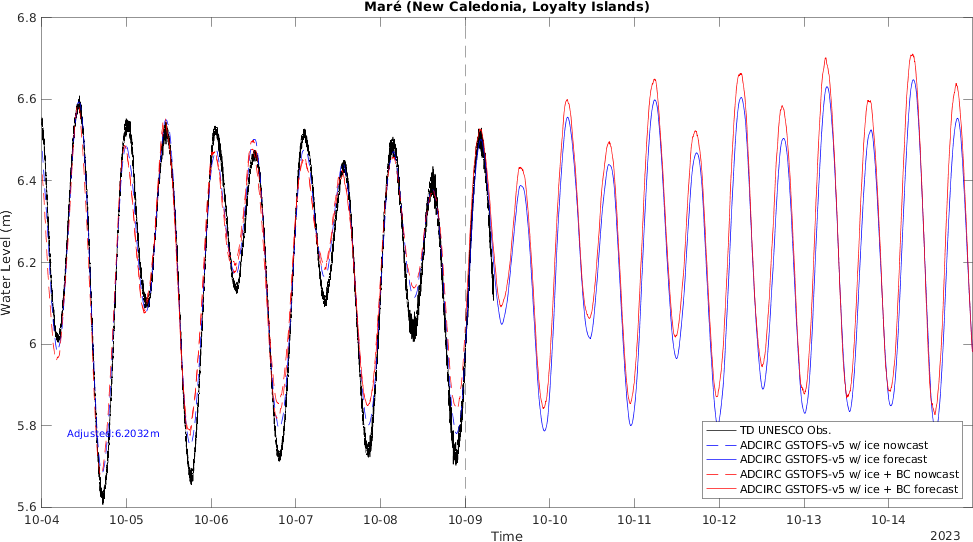 Maré (New Caledonia, Loyalty Islands)
6.8
6.6
6.4
6.2
6
5.8
5.6
Water Level (m)
Adjusted:6.2032m
TD UNESCO Obs.
ADCIRC GSTOFS-v5 w/ ice nowcast
ADCIRC GSTOFS-v5 w/ ice forecast
ADCIRC GSTOFS-v5 w/ ice + BC nowcast
ADCIRC GSTOFS-v5 w/ ice + BC forecast
10-04 10-05 10-06 10-07 10-08 10-09 10-10 10-11 10-12 10-13 10-14
Time
2023